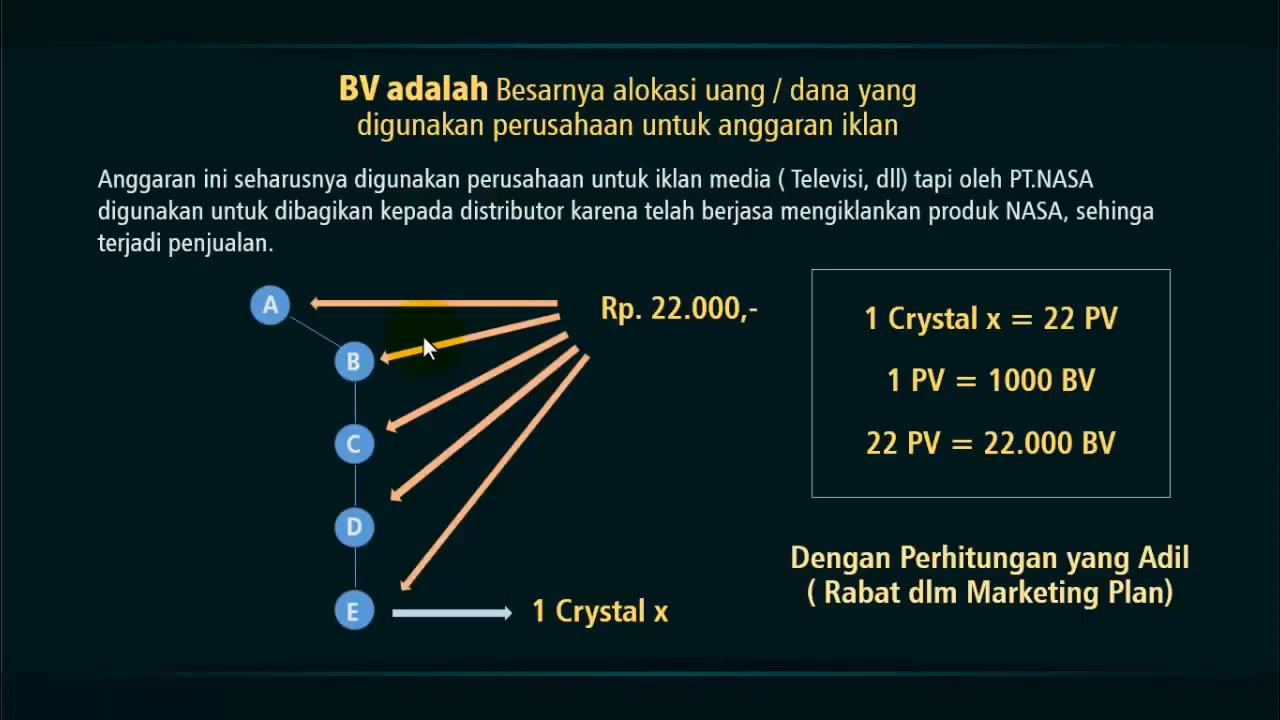 BV adalah Besarnya alokasi uang / dana yang
digunakan perusahaan untuk anggaran iklan
Anggaran ini seharusnya digunakan perusahaan untuk iklan media ( Televisi, dll) tapi oleh PT.NASA
digunakan untuk dibagikan kepada distributor karena telah berjasa mengiklankan produk NASA, sehinga
terjadi penjualan.
A
Rp. 22.000,-
B
C
D
E
1 Crystal x
1 Crystal x = 22 PV
1 PV = 1000 BV
22 PV = 22.000 BV
Dengan Perhitungan yang Adil
( Rabat dlm Marketing Plan)